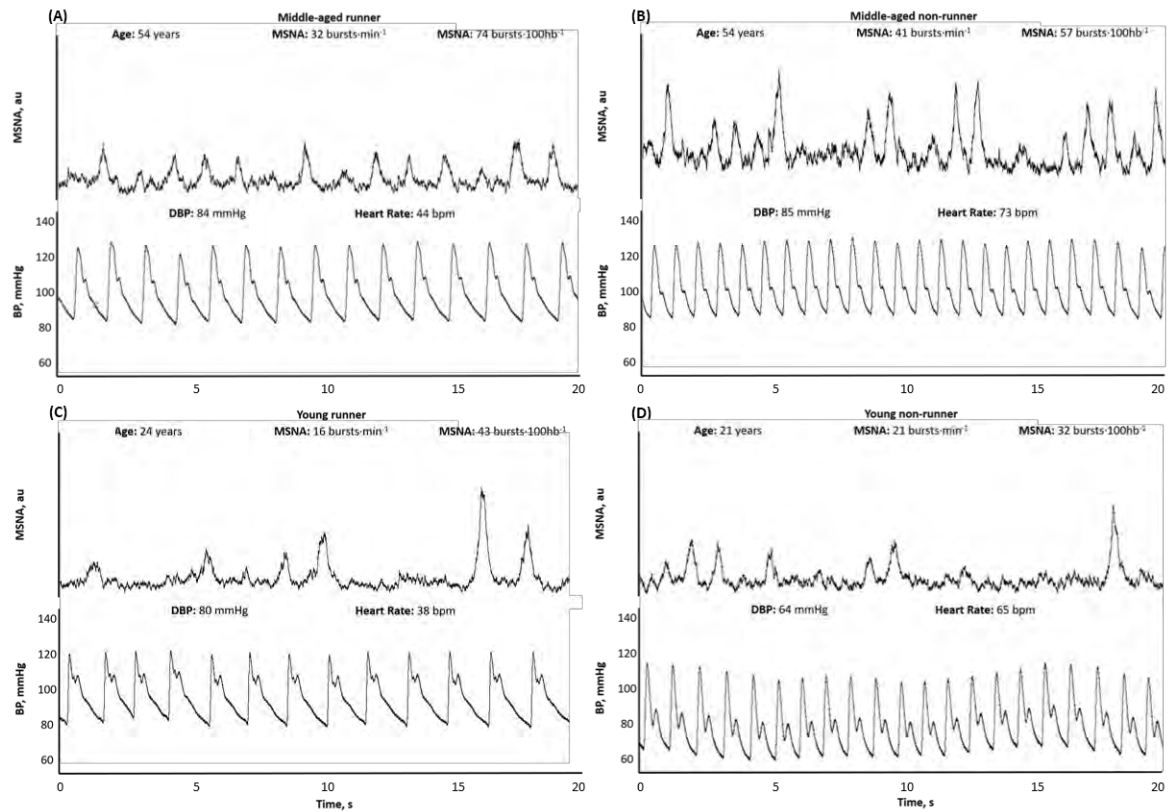 (A) Middle-aged runner
Age: 54 years MSNA: 32 bursts·min⁻¹ MSNA: 74 bursts·100hb⁻¹
MSNA, au
DBP: 84 mmHg Heart Rate: 44 bpm
BP, mmHg
140
120
100
80
60
0 5 10 15 20
(B) Middle-aged non-runner
Age: 54 years MSNA: 41 bursts·min⁻¹ MSNA: 57 bursts·100hb⁻¹
MSNA, au
DBP: 85 mmHg Heart Rate: 73 bpm
BP, mmHg
140
120
100
80
60
0 5 10 15 20
(C) Young runner
Age: 24 years MSNA: 16 bursts·min⁻¹ MSNA: 43 bursts·100hb⁻¹
MSNA, au
DBP: 80 mmHg Heart Rate: 38 bpm
BP, mmHg
140
120
100
80
60
0 5 10 15 20
Time, s
(D) Young non-runner
Age: 21 years MSNA: 21 bursts·min⁻¹ MSNA: 32 bursts·100hb⁻¹
MSNA, au
DBP: 64 mmHg Heart Rate: 65 bpm
BP, mmHg
140
120
100
80
60
0 5 10 15 20
Time, s